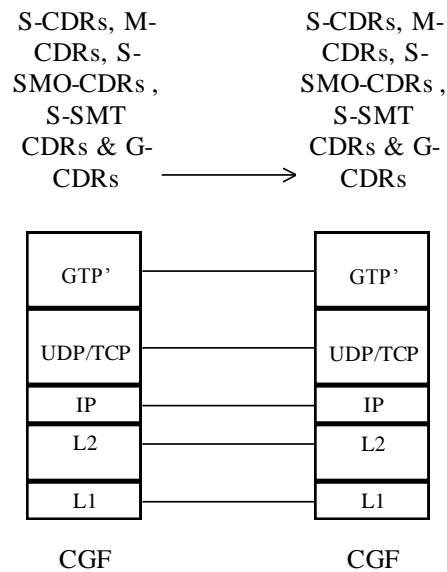 S-CDRs, M-
CDRs, S-
SMO-CDRs ,
S-SMT
CDRs & G-
CDRs
S-CDRs, M-
CDRs, S-
SMO-CDRs ,
S-SMT
CDRs & G-
CDRs
GTP’
GTP’
UDP/TCP
UDP/TCP
IP
IP
L2
L2
L1
L1
CGF
CGF